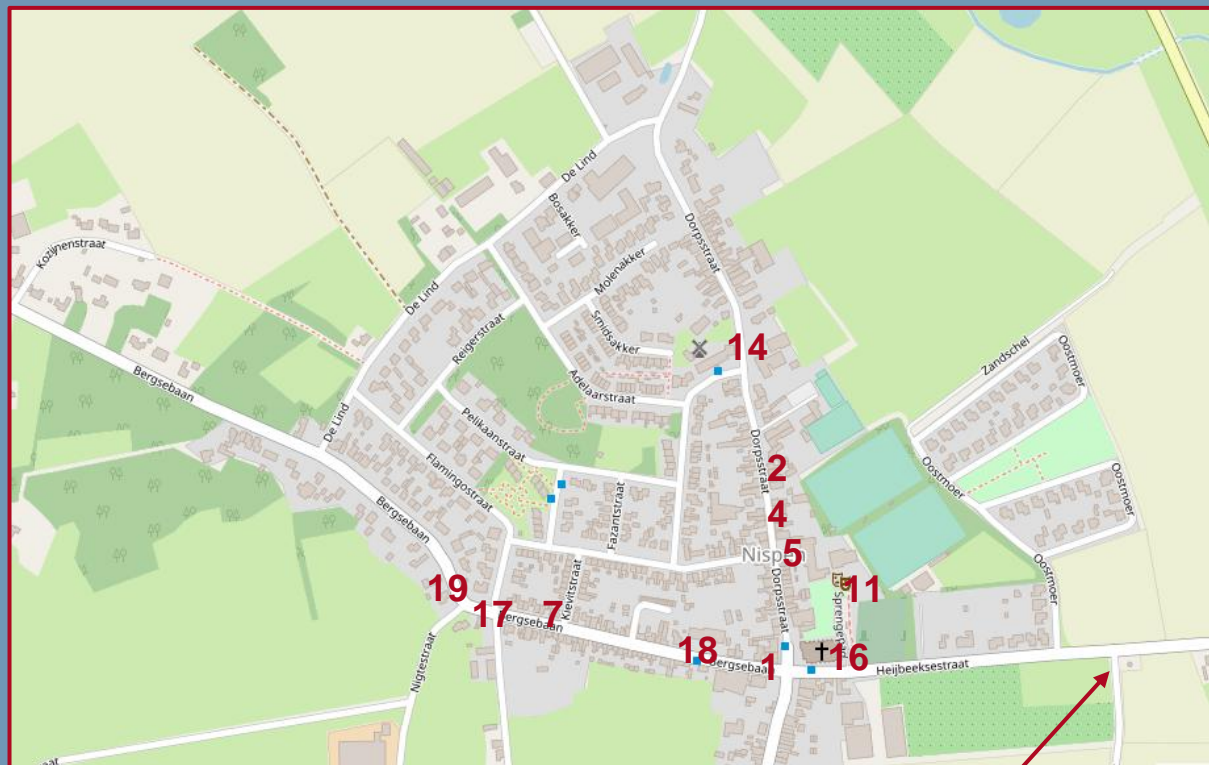 De Lind
Bosakker
Dorpsstraat
Kozijnenstraat
Molenakker
De Lind
Smidsakker
Reigerstraat
14
Zandschel
Oostmoer
Bergsebaan
Adelaarstraat
De Lind
Pelikaanstraat
Dorpsstraat
2
Flamingostraat
Oostmoer
Oostmoer
Bergsebaan
Fazantstraat
4
Nispen
5
19
Kievitstraat
Dorpsstraat
11
Oostmoer
17
7
Bergsebaan
Sprengepad
18
1
16
Bergsebaan
Heijbeeksestraat
Nigtestraat